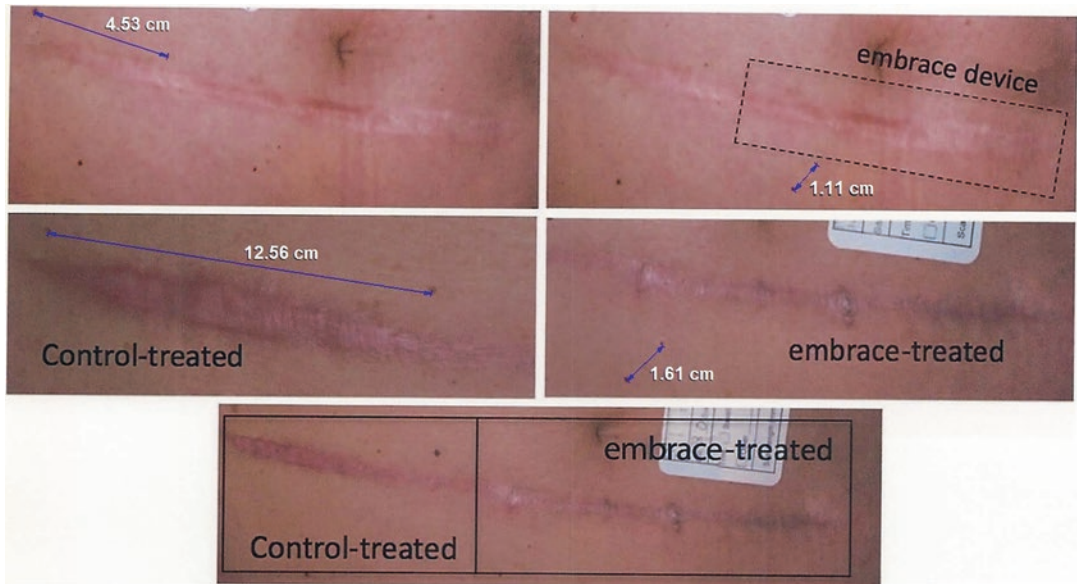 4.53 cm
embrace device
1.11 cm
12.56 cm
Control-treated
1.61 cm
embrace-treated
embrace-treated
Control-treated